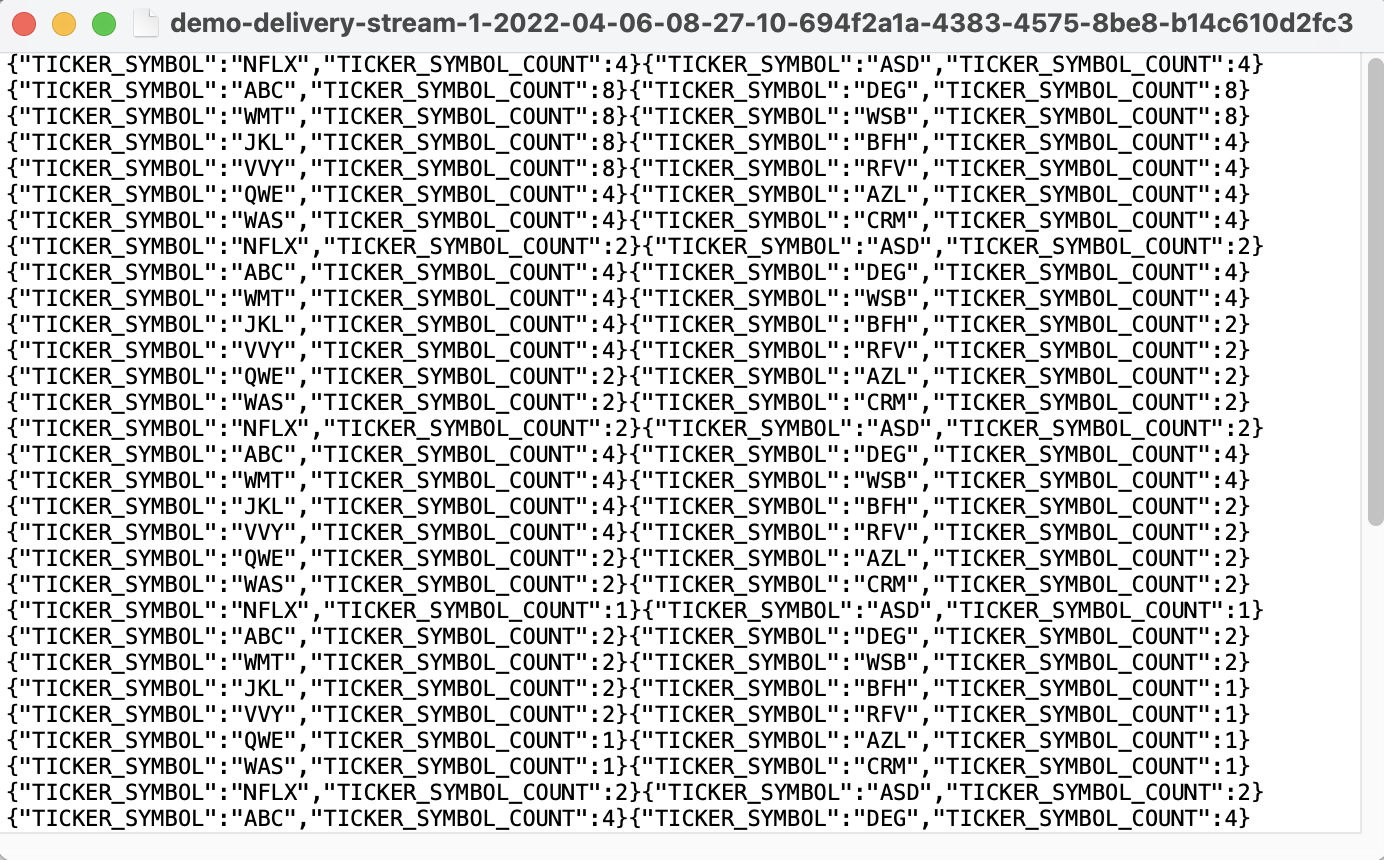 demo-delivery-stream-1-2022-04-06-08-27-10-694f2a1a-4383-4575-8be8-b14c610d2fc3
{"TICKER_SYMBOL":"NFLX","TICKER_SYMBOL_COUNT":4}{"TICKER_SYMBOL":"ASD","TICKER_SYMBOL_COUNT":4}
{"TICKER_SYMBOL":"ABC","TICKER_SYMBOL_COUNT":8}{"TICKER_SYMBOL":"DEG","TICKER_SYMBOL_COUNT":8}
{"TICKER_SYMBOL":"WMT","TICKER_SYMBOL_COUNT":8}{"TICKER_SYMBOL":"WSB","TICKER_SYMBOL_COUNT":8}
{"TICKER_SYMBOL":"JKL","TICKER_SYMBOL_COUNT":8}{"TICKER_SYMBOL":"BFH","TICKER_SYMBOL_COUNT":4}
{"TICKER_SYMBOL":"VVY","TICKER_SYMBOL_COUNT":8}{"TICKER_SYMBOL":"RFV","TICKER_SYMBOL_COUNT":4}
{"TICKER_SYMBOL":"QWE","TICKER_SYMBOL_COUNT":4}{"TICKER_SYMBOL":"AZL","TICKER_SYMBOL_COUNT":4}
{"TICKER_SYMBOL":"WAS","TICKER_SYMBOL_COUNT":4}{"TICKER_SYMBOL":"CRM","TICKER_SYMBOL_COUNT":4}
{"TICKER_SYMBOL":"NFLX","TICKER_SYMBOL_COUNT":2}{"TICKER_SYMBOL":"ASD","TICKER_SYMBOL_COUNT":2}
{"TICKER_SYMBOL":"ABC","TICKER_SYMBOL_COUNT":4}{"TICKER_SYMBOL":"DEG","TICKER_SYMBOL_COUNT":4}
{"TICKER_SYMBOL":"WMT","TICKER_SYMBOL_COUNT":4}{"TICKER_SYMBOL":"WSB","TICKER_SYMBOL_COUNT":4}
{"TICKER_SYMBOL":"JKL","TICKER_SYMBOL_COUNT":4}{"TICKER_SYMBOL":"BFH","TICKER_SYMBOL_COUNT":2}
{"TICKER_SYMBOL":"VVY","TICKER_SYMBOL_COUNT":4}{"TICKER_SYMBOL":"RFV","TICKER_SYMBOL_COUNT":2}
{"TICKER_SYMBOL":"QWE","TICKER_SYMBOL_COUNT":2}{"TICKER_SYMBOL":"AZL","TICKER_SYMBOL_COUNT":2}
{"TICKER_SYMBOL":"WAS","TICKER_SYMBOL_COUNT":2}{"TICKER_SYMBOL":"CRM","TICKER_SYMBOL_COUNT":2}
{"TICKER_SYMBOL":"NFLX","TICKER_SYMBOL_COUNT":2}{"TICKER_SYMBOL":"ASD","TICKER_SYMBOL_COUNT":2}
{"TICKER_SYMBOL":"ABC","TICKER_SYMBOL_COUNT":4}{"TICKER_SYMBOL":"DEG","TICKER_SYMBOL_COUNT":4}
{"TICKER_SYMBOL":"WMT","TICKER_SYMBOL_COUNT":4}{"TICKER_SYMBOL":"WSB","TICKER_SYMBOL_COUNT":4}
{"TICKER_SYMBOL":"JKL","TICKER_SYMBOL_COUNT":4}{"TICKER_SYMBOL":"BFH","TICKER_SYMBOL_COUNT":2}
{"TICKER_SYMBOL":"VVY","TICKER_SYMBOL_COUNT":4}{"TICKER_SYMBOL":"RFV","TICKER_SYMBOL_COUNT":2}
{"TICKER_SYMBOL":"QWE","TICKER_SYMBOL_COUNT":2}{"TICKER_SYMBOL":"AZL","TICKER_SYMBOL_COUNT":2}
{"TICKER_SYMBOL":"WAS","TICKER_SYMBOL_COUNT":2}{"TICKER_SYMBOL":"CRM","TICKER_SYMBOL_COUNT":2}
{"TICKER_SYMBOL":"NFLX","TICKER_SYMBOL_COUNT":1}{"TICKER_SYMBOL":"ASD","TICKER_SYMBOL_COUNT":1}
{"TICKER_SYMBOL":"ABC","TICKER_SYMBOL_COUNT":2}{"TICKER_SYMBOL":"DEG","TICKER_SYMBOL_COUNT":2}
{"TICKER_SYMBOL":"WMT","TICKER_SYMBOL_COUNT":2}{"TICKER_SYMBOL":"WSB","TICKER_SYMBOL_COUNT":2}
{"TICKER_SYMBOL":"JKL","TICKER_SYMBOL_COUNT":2}{"TICKER_SYMBOL":"BFH","TICKER_SYMBOL_COUNT":1}
{"TICKER_SYMBOL":"VVY","TICKER_SYMBOL_COUNT":2}{"TICKER_SYMBOL":"RFV","TICKER_SYMBOL_COUNT":1}
{"TICKER_SYMBOL":"QWE","TICKER_SYMBOL_COUNT":1}{"TICKER_SYMBOL":"AZL","TICKER_SYMBOL_COUNT":1}
{"TICKER_SYMBOL":"WAS","TICKER_SYMBOL_COUNT":1}{"TICKER_SYMBOL":"CRM","TICKER_SYMBOL_COUNT":1}
{"TICKER_SYMBOL":"NFLX","TICKER_SYMBOL_COUNT":2}{"TICKER_SYMBOL":"ASD","TICKER_SYMBOL_COUNT":2}
{"TICKER_SYMBOL":"ABC","TICKER_SYMBOL_COUNT":4}{"TICKER_SYMBOL":"DEG","TICKER_SYMBOL_COUNT":4}